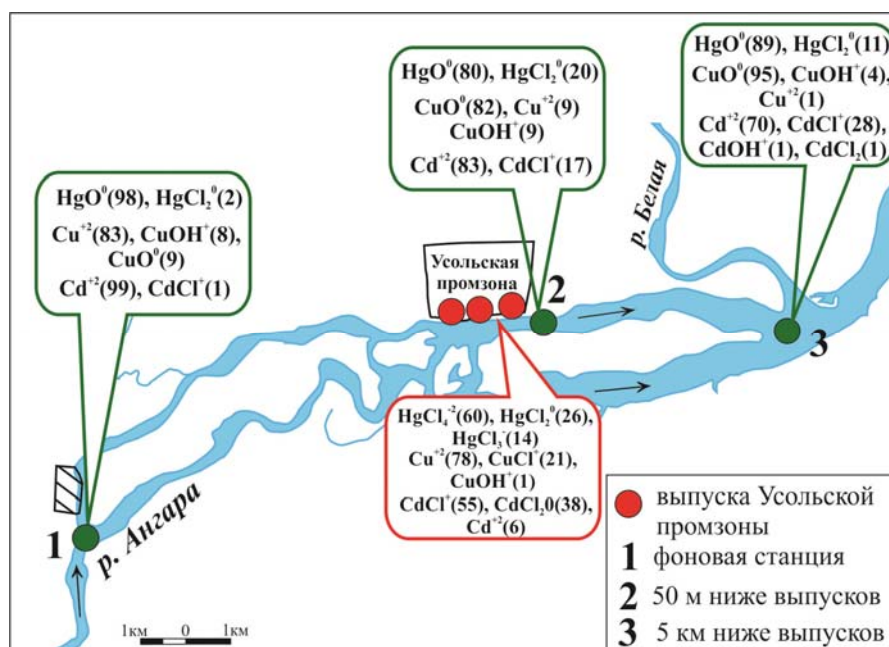 HgO⁰(98), HgCl₂⁰(2)
Cu⁺²(83), CuOH⁺(8),
CuO⁰(9)
Cd⁺²(99), CdCl⁺(1)
HgO⁰(80), HgCl₂⁰(20)
CuO⁰(82), Cu⁺²(9)
CuOH⁺(9)
Cd⁺²(83), CdCl⁺(17)
HgO⁰(89), HgCl₂⁰(11)
CuO⁰(95), CuOH⁺(4),
Cu⁺²(1)
Cd⁺²(70), CdCl⁺(28),
CdOH⁺(1), CdCl₂(1),
р. Белая
Усольская
промзона
2
3
HgCl₄⁻²(60), HgCl₂⁰(26),
HgCl₃⁻(14)
Cu⁺²(78), CuCl⁺(21),
CuOH⁺(1)
CdCl⁺(55), CdCl₂0(38),
Cd⁺²(6)
1
р. Ангара
1км 0 1км
выпуска Усольской
промзоны
1 фоновая станция
2 50 м ниже выпусков
3 5 км ниже выпусков